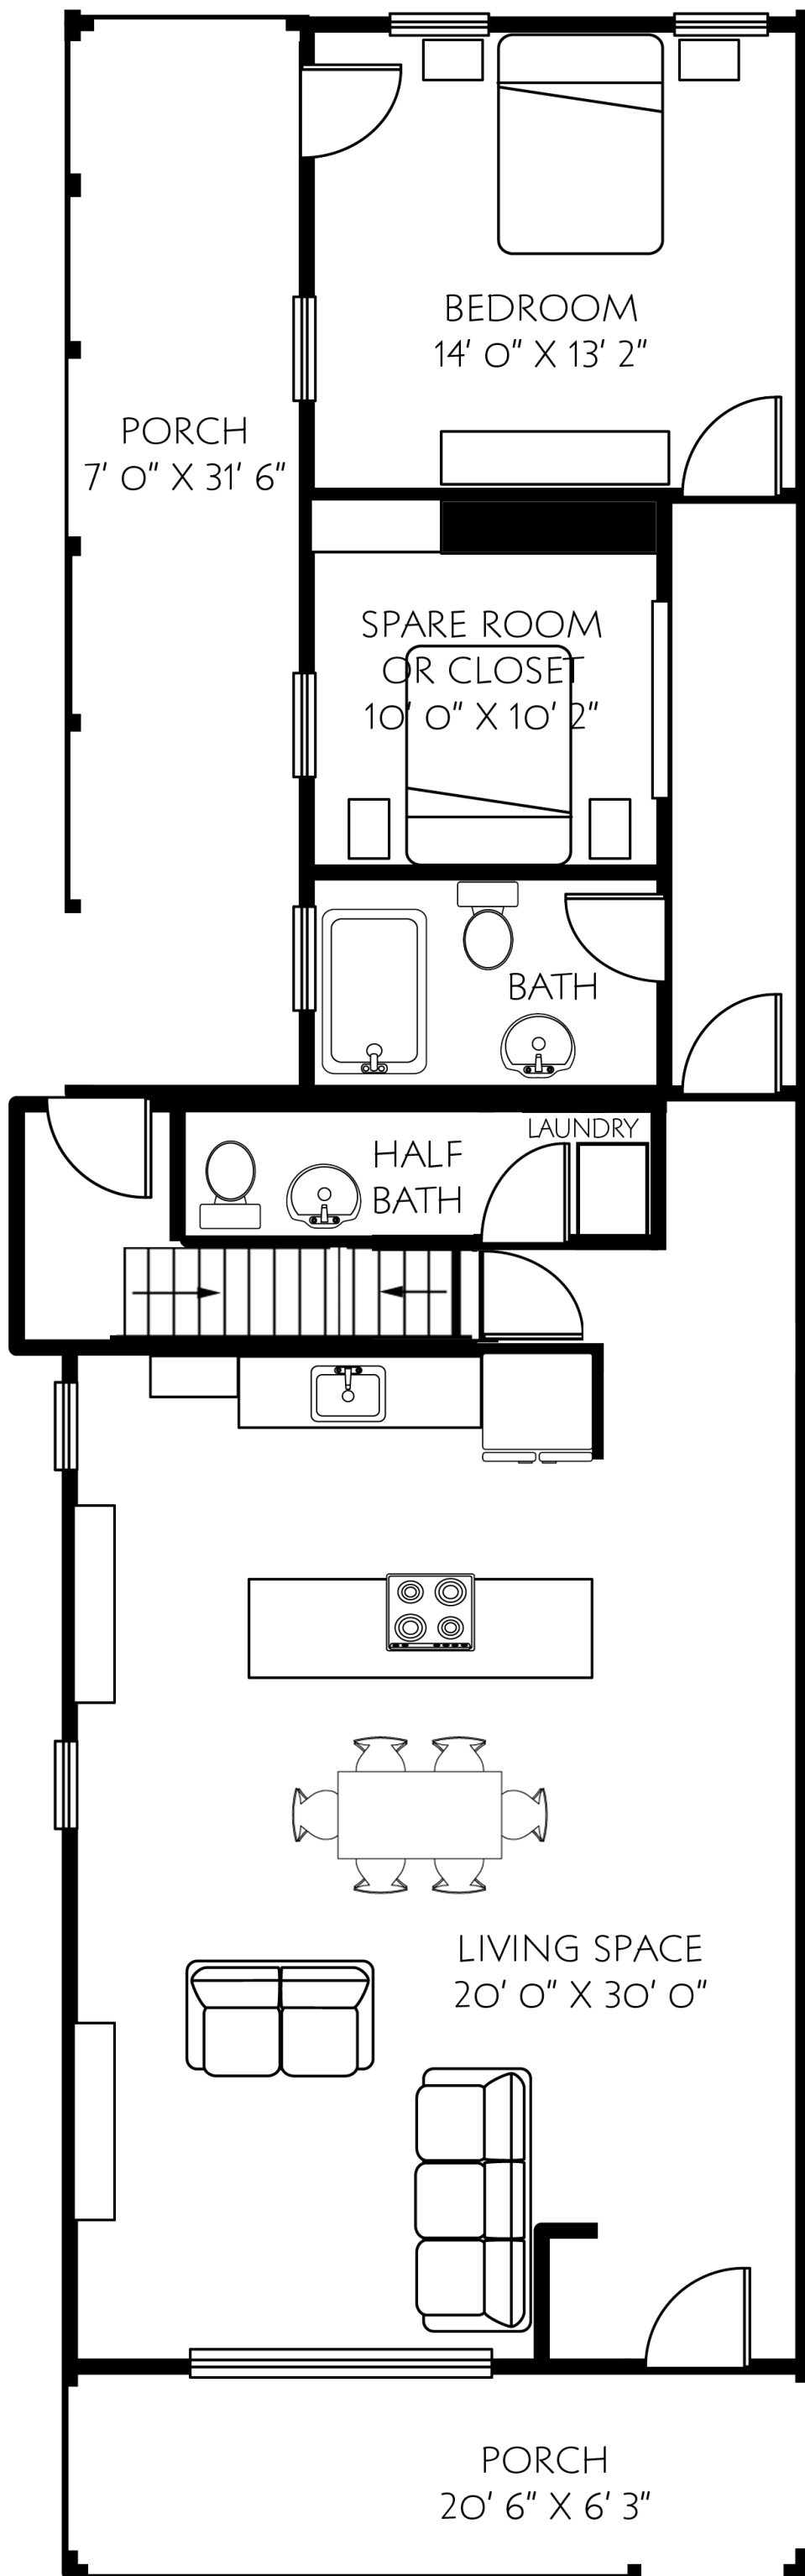 BEDROOM
14' 0" X 13' 2"
PORCH
7' 0" X 31' 6"
SPARE ROOM
OR CLOSET
10' 0" X 10' 2"
BATH
LAUNDRY
HALF
BATH
LIVING SPACE
20' 0" X 30' 0"
PORCH
20' 6" X 6' 3"